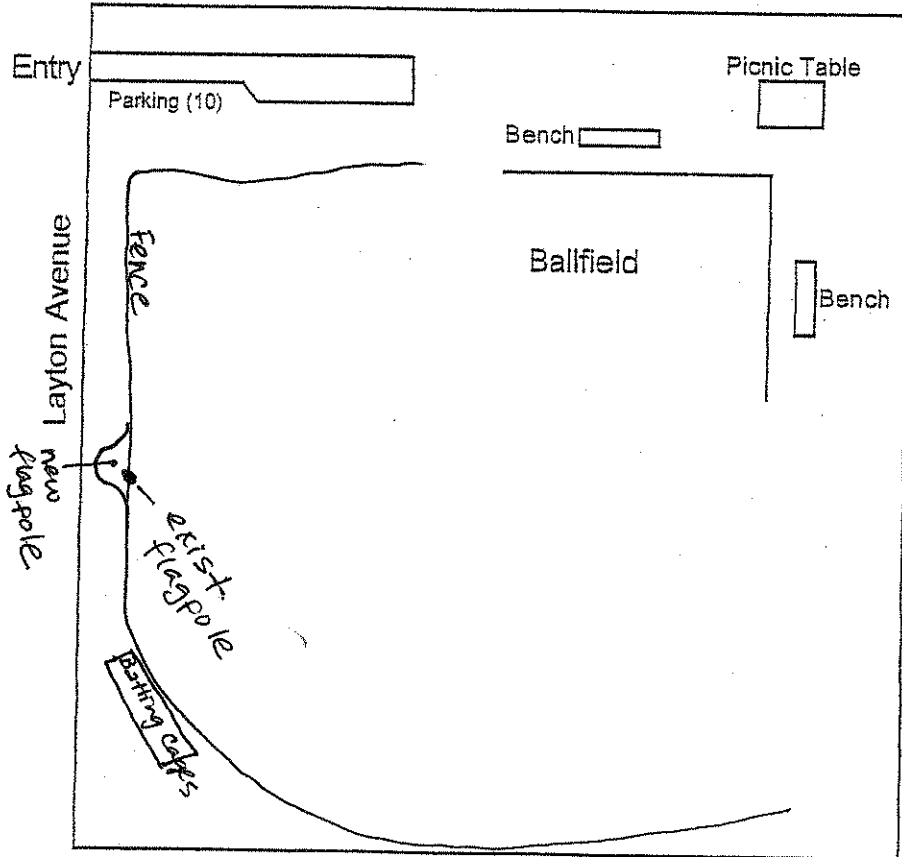 Entry
Parking (10)
Picnic Table
Bench
Layton Avenue
Fence
Ballfield
Bench
new
flagpole
exist.
flagpole
Batting Cages